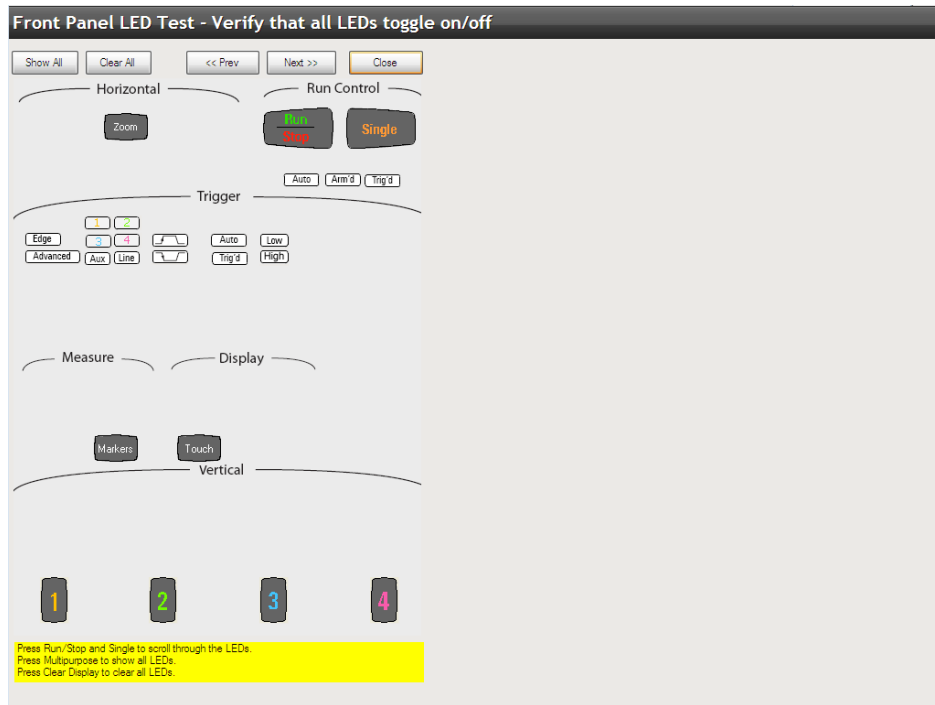 Front Panel LED Test - Verify that all LEDs toggle on/off
Show All Clear All << Prev Next >> Close
Horizontal Run Control
Zoom
Run
Stop
Single
Auto Arm'd Trig'd
Trigger
1 2
Edge 3 4 Auto Low
Advanced Aux Line Trig'd High
Measure Display
Markers Touch
Vertical
1 2 3 4
Press Run/Stop and Single to scroll through the LEDs.
Press Multipurpose to show all LEDs.
Press Clear Display to clear all LEDs.